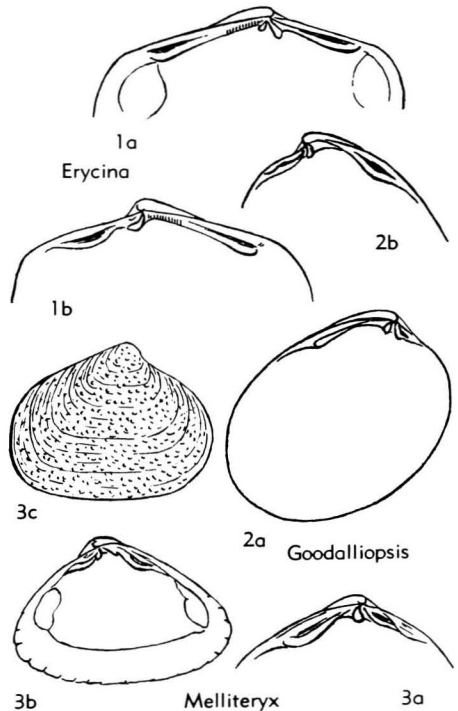 1a
Erycina
2b
1b
3c
2a
Goodalliopsis
3b
Melliteryx
3a